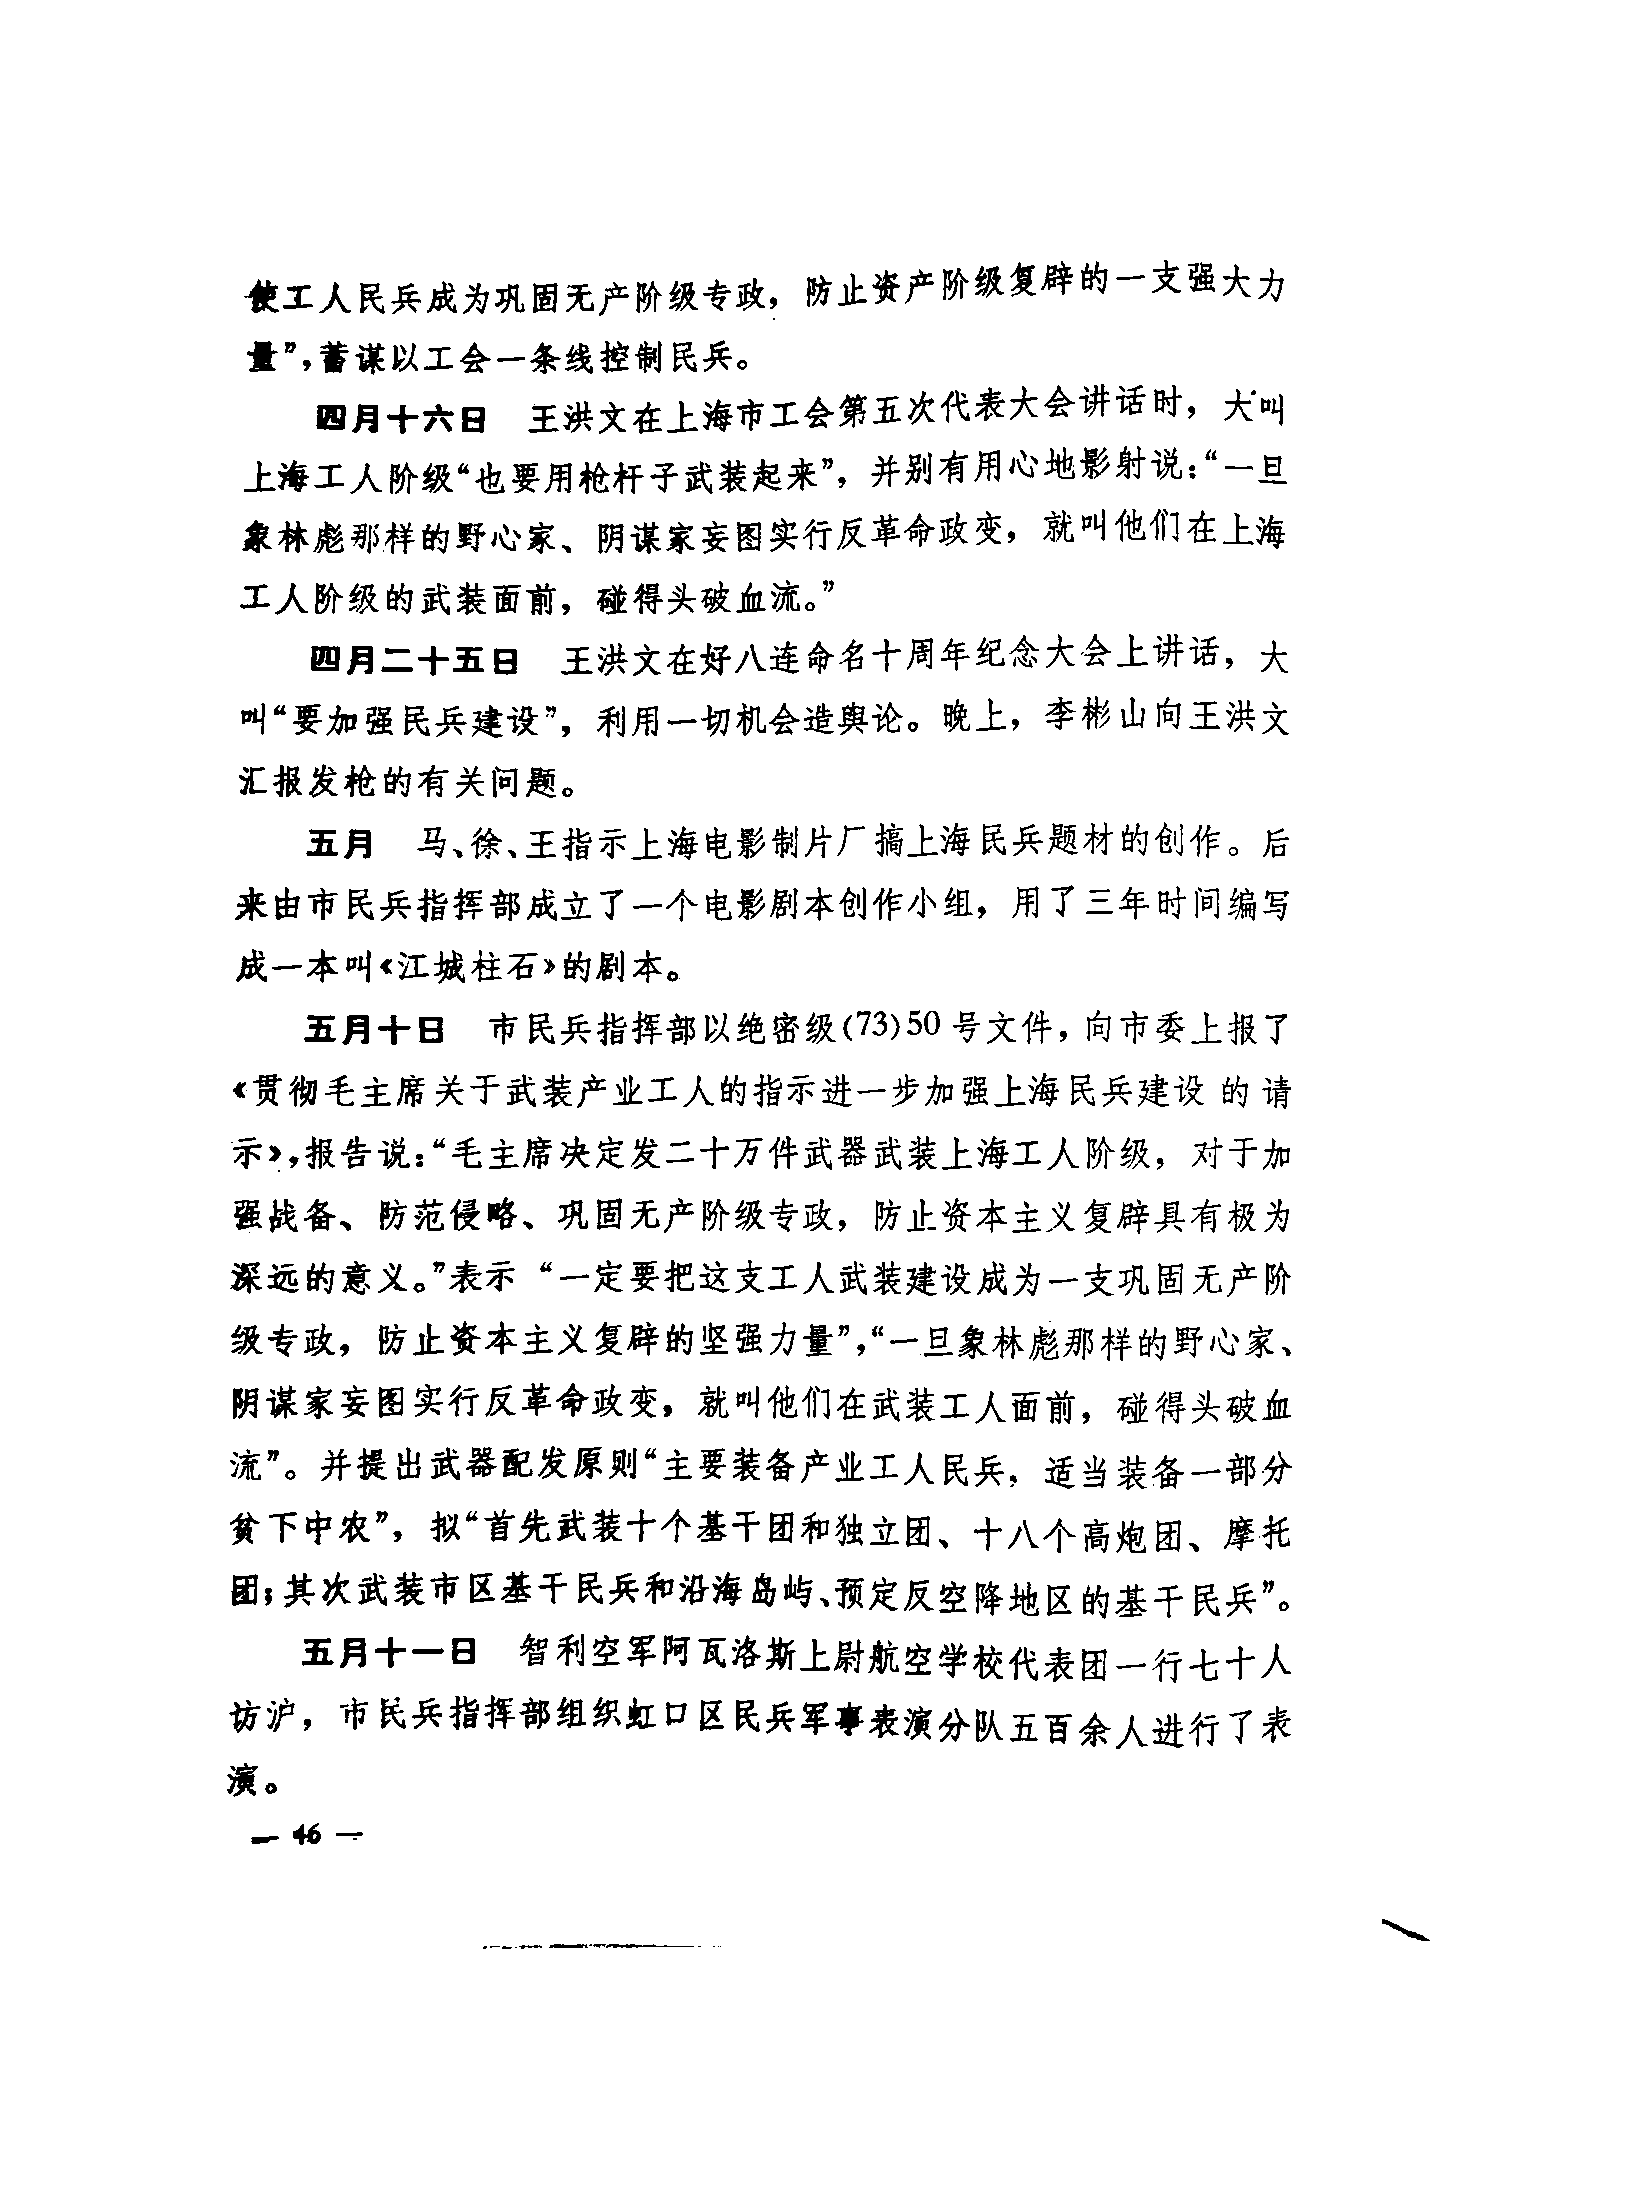 使工人民兵成为巩固无产阶级专政，防止资产阶级复辟的一支强大力
量”，蓄谋以工会一条线控制民兵。
四月十六日　王洪文在上海市工会第五次代表大会讲话时，大叫
上海工人阶级“也要用枪杆子武装起来”，并别有用心地影射说：“一旦
象林彪那样的野心家、阴谋家妄图实行反革命政变，就叫他们在上海
工人阶级的武装面前，碰得头破血流。”
四月二十五日　王洪文在好八连命名十周年纪念大会上讲话，大
叫“要加强民兵建设”，利用一切机会造舆论。晚上，李彬山向王洪文
汇报发枪的有关问题。
五月　马、徐、王指示上海电影制片厂搞上海民兵题材的创作。后
来由市民兵指挥部成立了一个电影剧本创作小组，用了三年时间编写
成一本叫《江城柱石》的剧本。
五月十日　市民兵指挥部以绝密级(73)50号文件，向市委上报了
《贯彻毛主席关于武装产业工人的指示进一步加强上海民兵建设的请
示》，报告说：“毛主席决定发二十万件武器武装上海工人阶级，对于加
强战备、防范侵略、巩固无产阶级专政，防止资本主义复辟具有极为
深远的意义。”表示“一定要把这支工人武装建设成为一支巩固无产阶
级专政，防止资本主义复辟的坚强力量”，“一旦象林彪那样的野心家、
阴谋家妄图实行反革命政变，就叫他们在武装工人面前，碰得头破血
流”。并提出武器配发原则“主要装备产业工人民兵，适当装备一部分
贫下中农”，拟“首先武装十个基干团和独立团、十八个高炮团、摩托
团；其次武装市区基干民兵和沿海岛屿、预定反空降地区的基干民兵”。
五月十一日　智利空军阿瓦洛斯上尉航空学校代表团一行七十人
访沪，市民兵指挥部组织虹口区民兵军事表演分队五百余人进行了表
演。
— 46 —